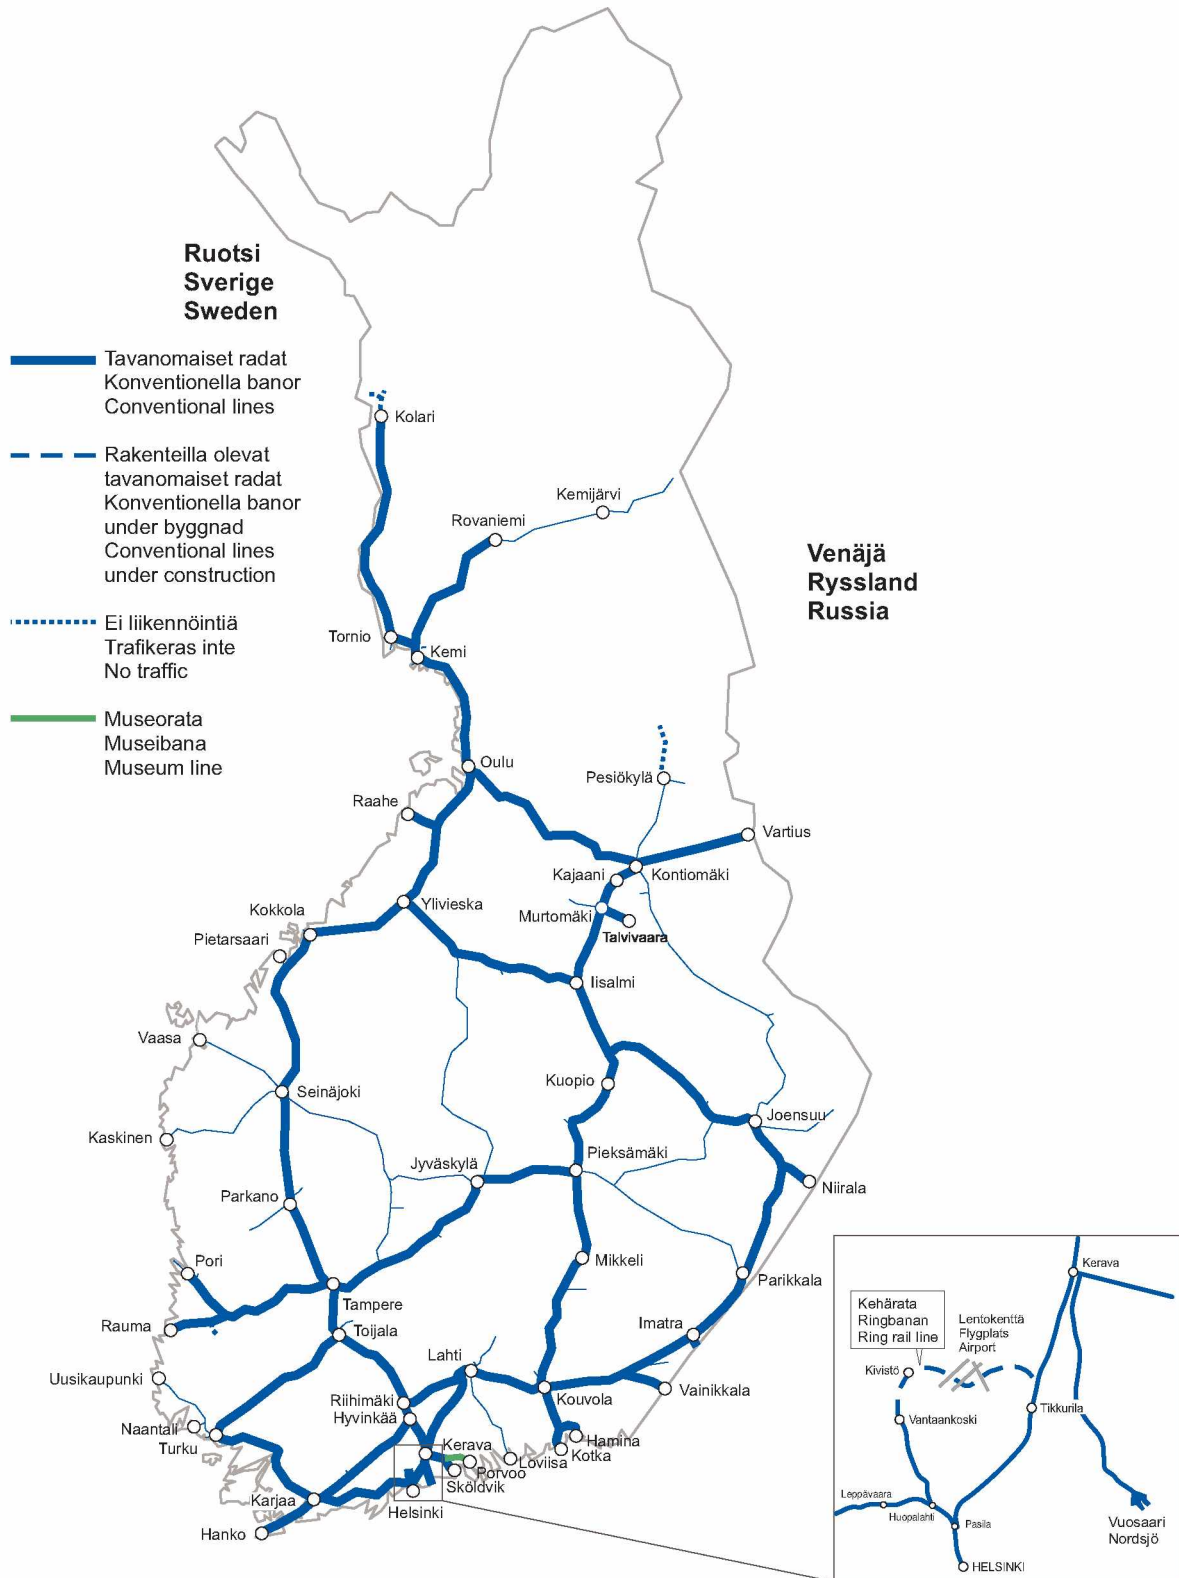 Ruotsi
Sverige
Sweden
Tavanomaiset radat
Konventionella banor
Conventional lines
Rakenteilla olevat
tavanomaiset radat
Konventionella banor
under byggnad
Conventional lines
under construction
Ei liikennöintiä
Trafikeras inte
No traffic
Museorata
Museibana
Museum line
Venäjä
Ryssland
Russia
Kolari
Kemijärvi
Rovaniemi
Tornio
Kemi
Oulu
Pesiökylä
Raahe
Vartius
Kajaani
Kontiomäki
Ylivieska
Murtomäki
Kokkola
Talvivaara
Pietarsaari
Iisalmi
Vaasa
Kuopio
Seinäjoki
Joensuu
Kaskinen
Jyväskylä
Pieksämäki
Niirala
Parkano
Pori
Mikkeli
Parikkala
Tampere
Rauma
Toijala
Imatra
Lahti
Uusikaupunki
Kouvola
Vainikkala
Riihimäki
Hyvinkää
Naantali
Turku
Hamina
Kerava
Kotka
Loviisa
Porvoo
Sköldvik
Karjaa
Helsinki
Hanko
Kerava
Kehärata
Ringbanan
Ring rail line
Lentokenttä
Flygplats
Airport
Kivistö
Tikkurila
Vantaankoski
Leppävaara
Huopalahti
Pasila
Vuosaari
Nordsjö
HELSINKI